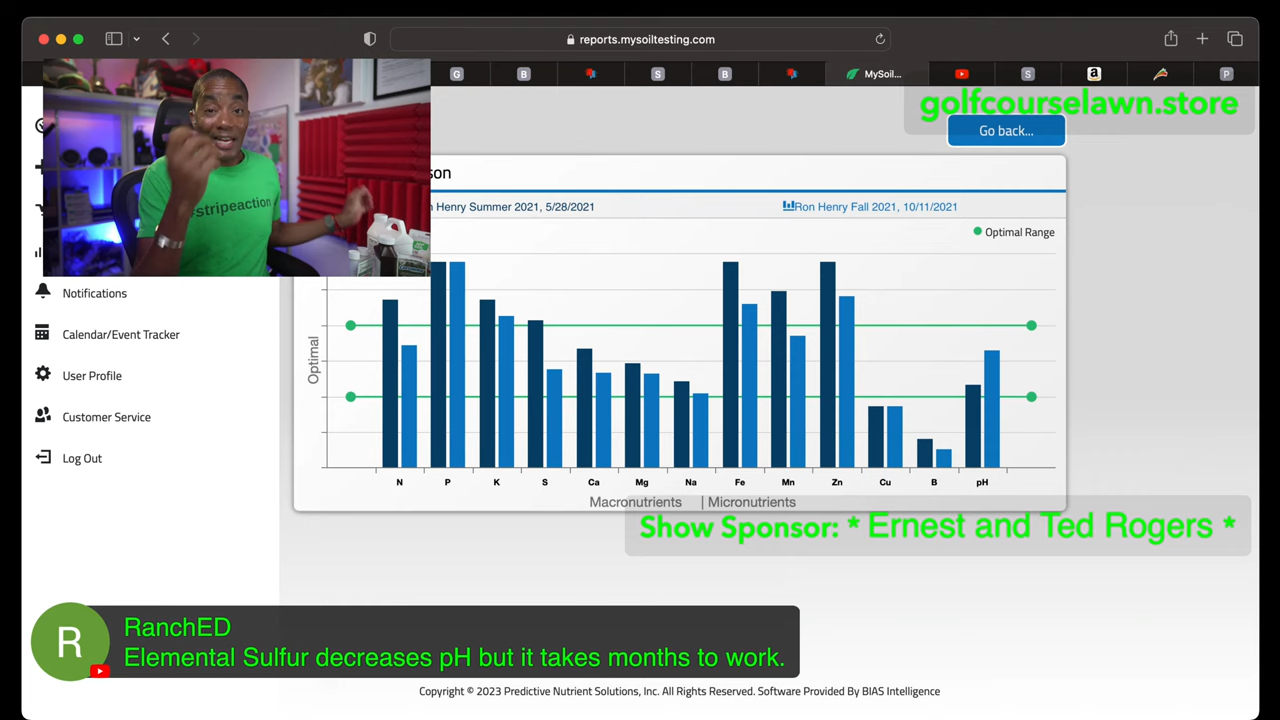 reports.mysoiltesting.com
G
B
S
B
MySoil...
S
a
P
golfcourselawn.store
Go back...
son
n Henry Summer 2021, 5/28/2021
Ron Henry Fall 2021, 10/11/2021
Optimal Range
#stripeaction
Notifications
Calendar/Event Tracker
User Profile
Customer Service
Log Out
Optimal
N P K S Ca Mg Na Fe Mn Zn Cu B pH
Macronutrients | Micronutrients
Show Sponsor: * Ernest and Ted Rogers *
R
RanchED
Elemental Sulfur decreases pH but it takes months to work.
Copyright © 2023 Predictive Nutrient Solutions, Inc. All Rights Reserved. Software Provided By BIAS Intelligence